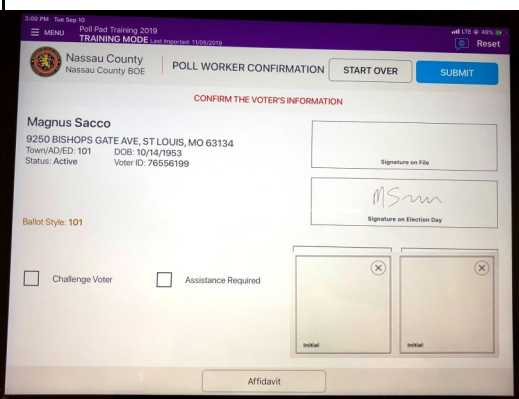 3:00 PM Tue Sep 10
LTE 49%
MENU
Poll Pad Training 2019
TRAINING MODE Last Imported: 11/05/2019
Reset
Nassau County
Nassau County BOE
POLL WORKER CONFIRMATION
START OVER
SUBMIT
CONFIRM THE VOTER'S INFORMATION
Magnus Sacco
9250 BISHOPS GATE AVE, ST LOUIS, MO 63134
Town/AD/ED: 101 DOB: 10/14/1953
Status: Active Voter ID: 76556199
Signature on File
Signature on Election Day
Ballot Style: 101
Challenge Voter
Assistance Required
Initial
Initial
Affidavit